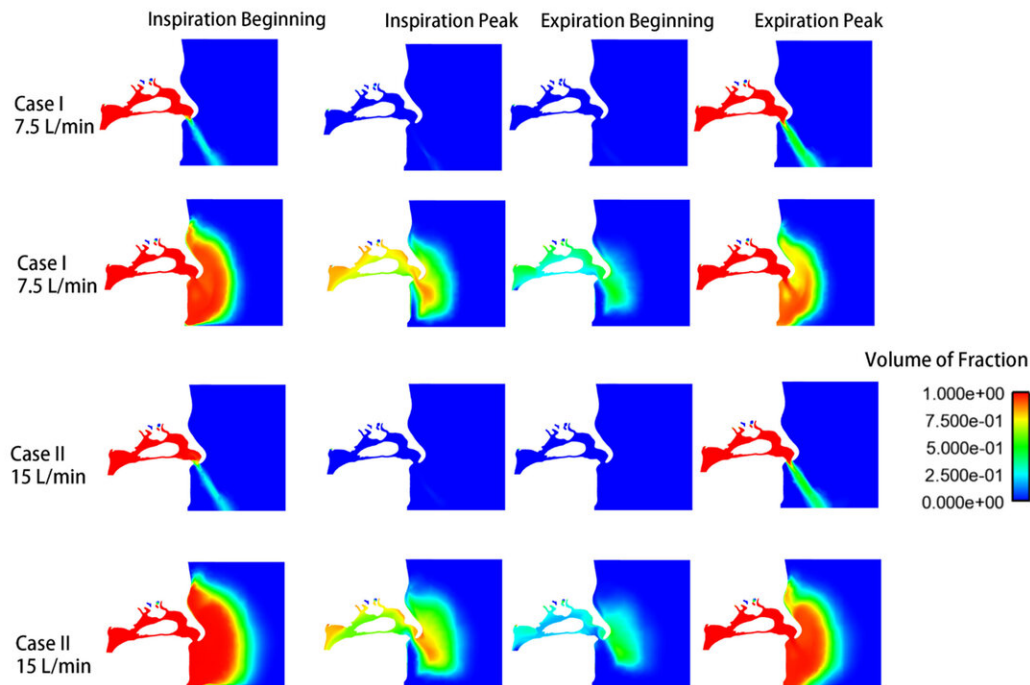 Inspiration Beginning
Inspiration Peak
Expiration Beginning
Expiration Peak
Case I
7.5 L/min
Case I
7.5 L/min
Volume of Fraction
1.000e+00
7.500e-01
5.000e-01
2.500e-01
0.000e+00
Case II
15 L/min
Case II
15 L/min